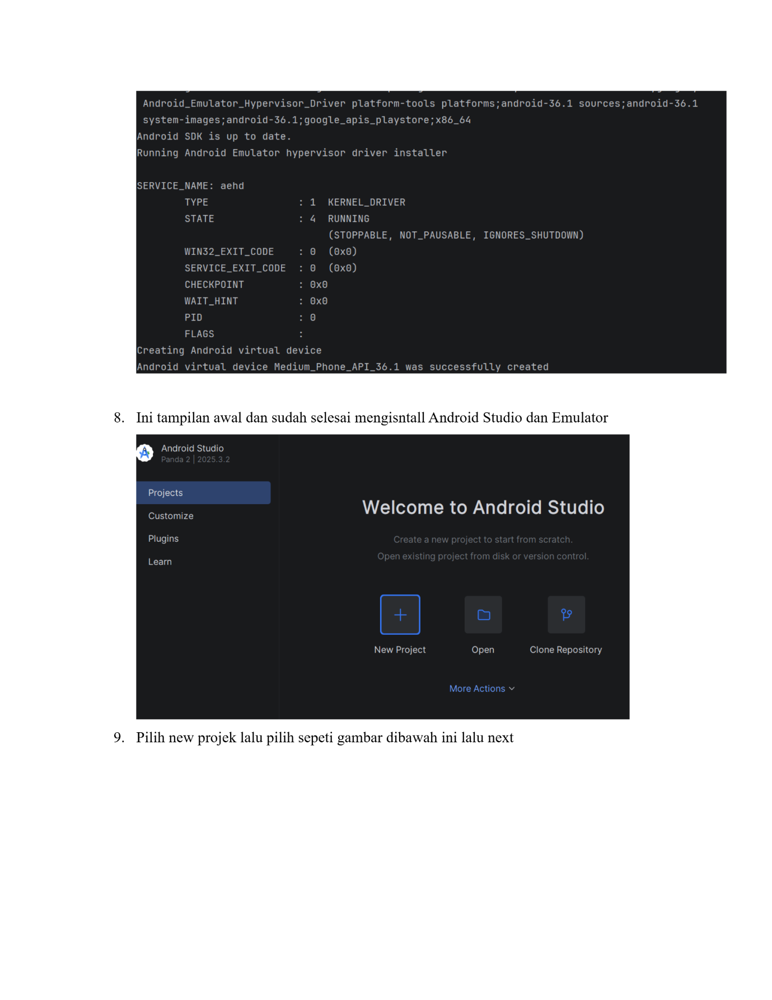 Android_Emulator_Hypervisor_Driver platform-tools platforms;android-36.1 sources;android-36.1
system-images;android-36.1;google_apis_playstore;x86_64
Android SDK is up to date.
Running Android Emulator hypervisor driver installer
SERVICE_NAME: aehd
TYPE : 1 KERNEL_DRIVER
STATE : 4 RUNNING
(STOPPABLE, NOT_PAUSABLE, IGNORES_SHUTDOWN)
WIN32_EXIT_CODE : 0 (0x0)
SERVICE_EXIT_CODE : 0 (0x0)
CHECKPOINT : 0x0
WAIT_HINT : 0x0
PID : 0
FLAGS :
Creating Android virtual device
Android virtual device Medium_Phone_API_36.1 was successfully created
8. Ini tampilan awal dan sudah selesai mengisntall Android Studio dan Emulator
Android Studio
Panda 2 | 2025.3.2
Projects
Customize
Plugins
Learn
Welcome to Android Studio
Create a new project to start from scratch.
Open existing project from disk or version control.
New Project
Open
Clone Repository
More Actions
9. Pilih new projek lalu pilih sepeti gambar dibawah ini lalu next